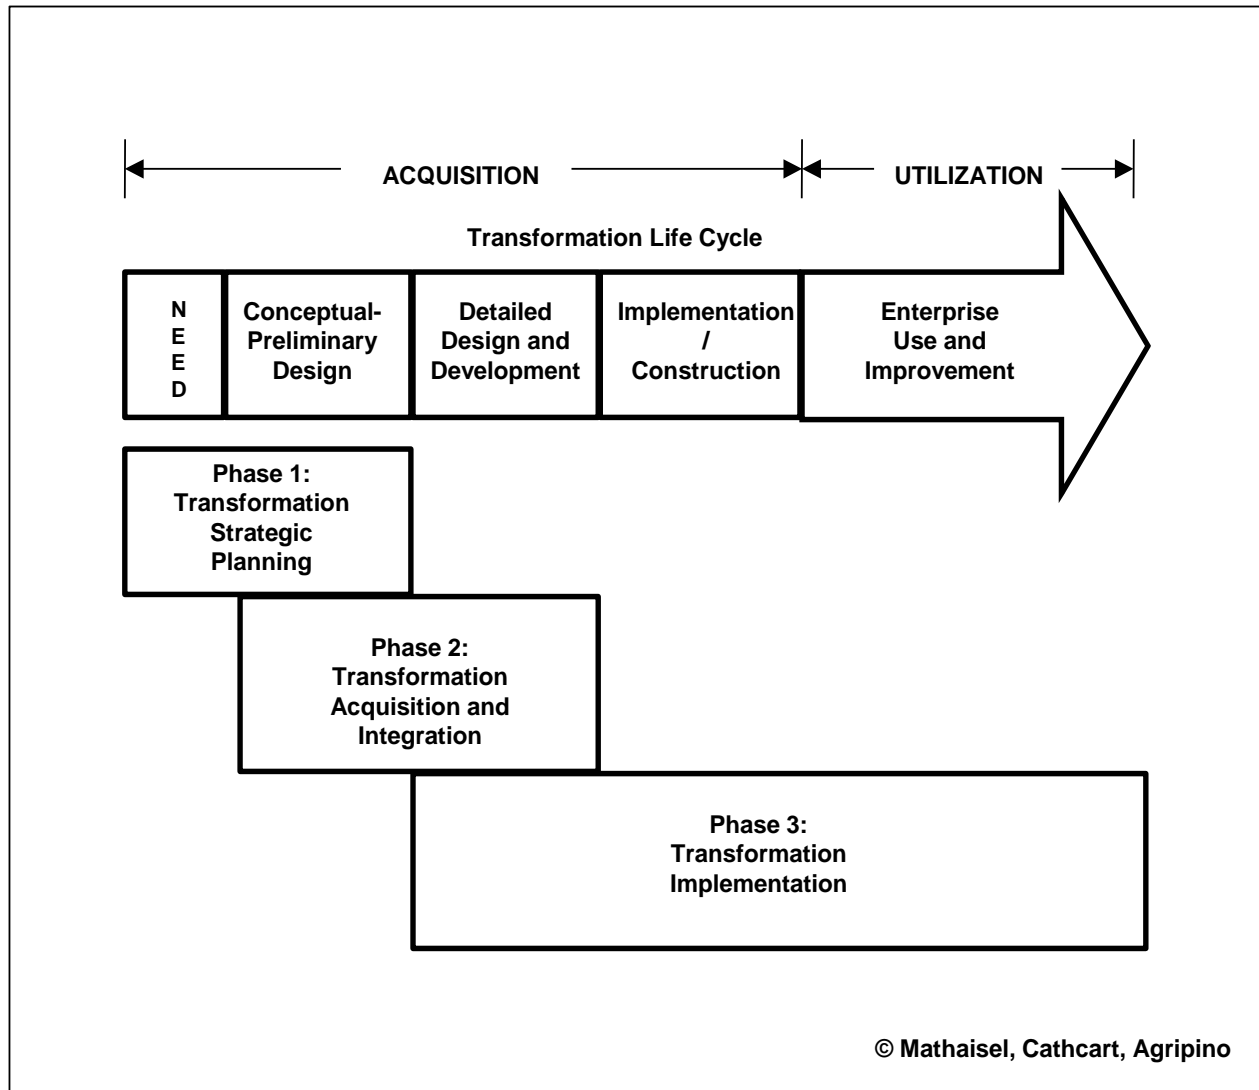 ACQUISITION
UTILIZATION
Transformation Life Cycle
N
E
E
D
Conceptual-
Preliminary
Design
Detailed
Design and
Development
Implementation
/
Construction
Enterprise
Use and
Improvement
Phase 1:
Transformation
Strategic
Planning
Phase 2:
Transformation
Acquisition and
Integration
Phase 3:
Transformation
Implementation
© Mathaisel, Cathcart, Agripino